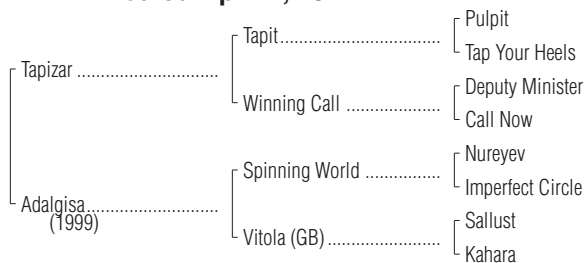 Pulpit
Tapit
Tap Your Heels
Tapizar
Deputy Minister
Winning Call
Call Now
Nureyev
Spinning World
Imperfect Circle
Adalgisa
(1999)
Sallust
Vitola (GB)
Kahara